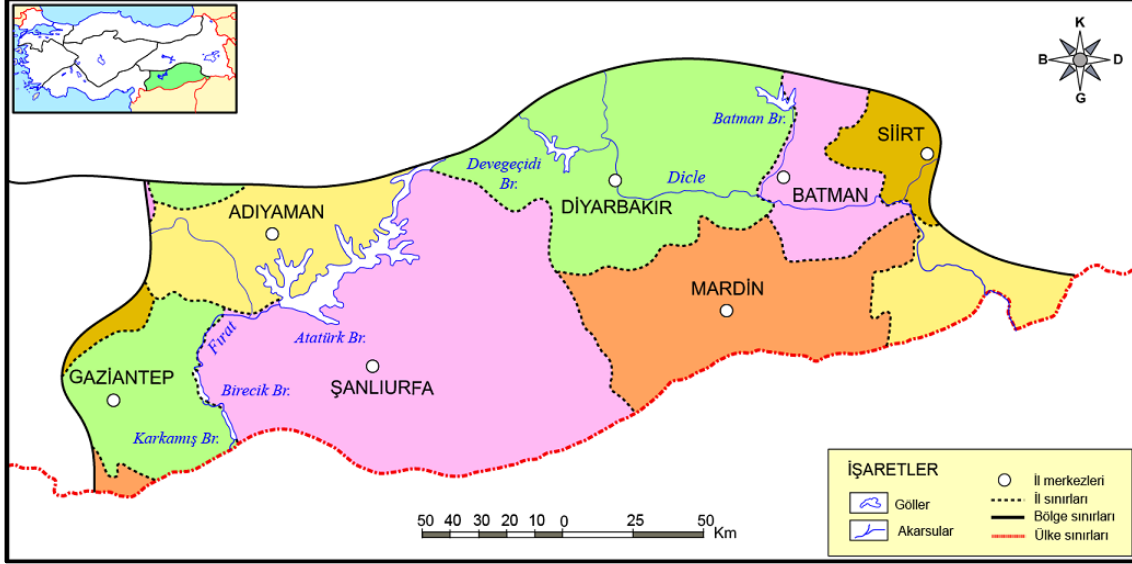 K
B
D
G
Batman Br.
SİİRT
Devegeçidi
Br.
Dicle
BATMAN
DİYARBAKIR
ADIYAMAN
MARDİN
Fırat
Atatürk Br.
GAZİANTEP
Birecik Br.
ŞANLIURFA
Karkamış Br.
50 40 30 20 10 0 25 50
Km
İŞARETLER
Göller
Akarsular
İl merkezleri
İl sınırları
Bölge sınırları
Ülke sınırları